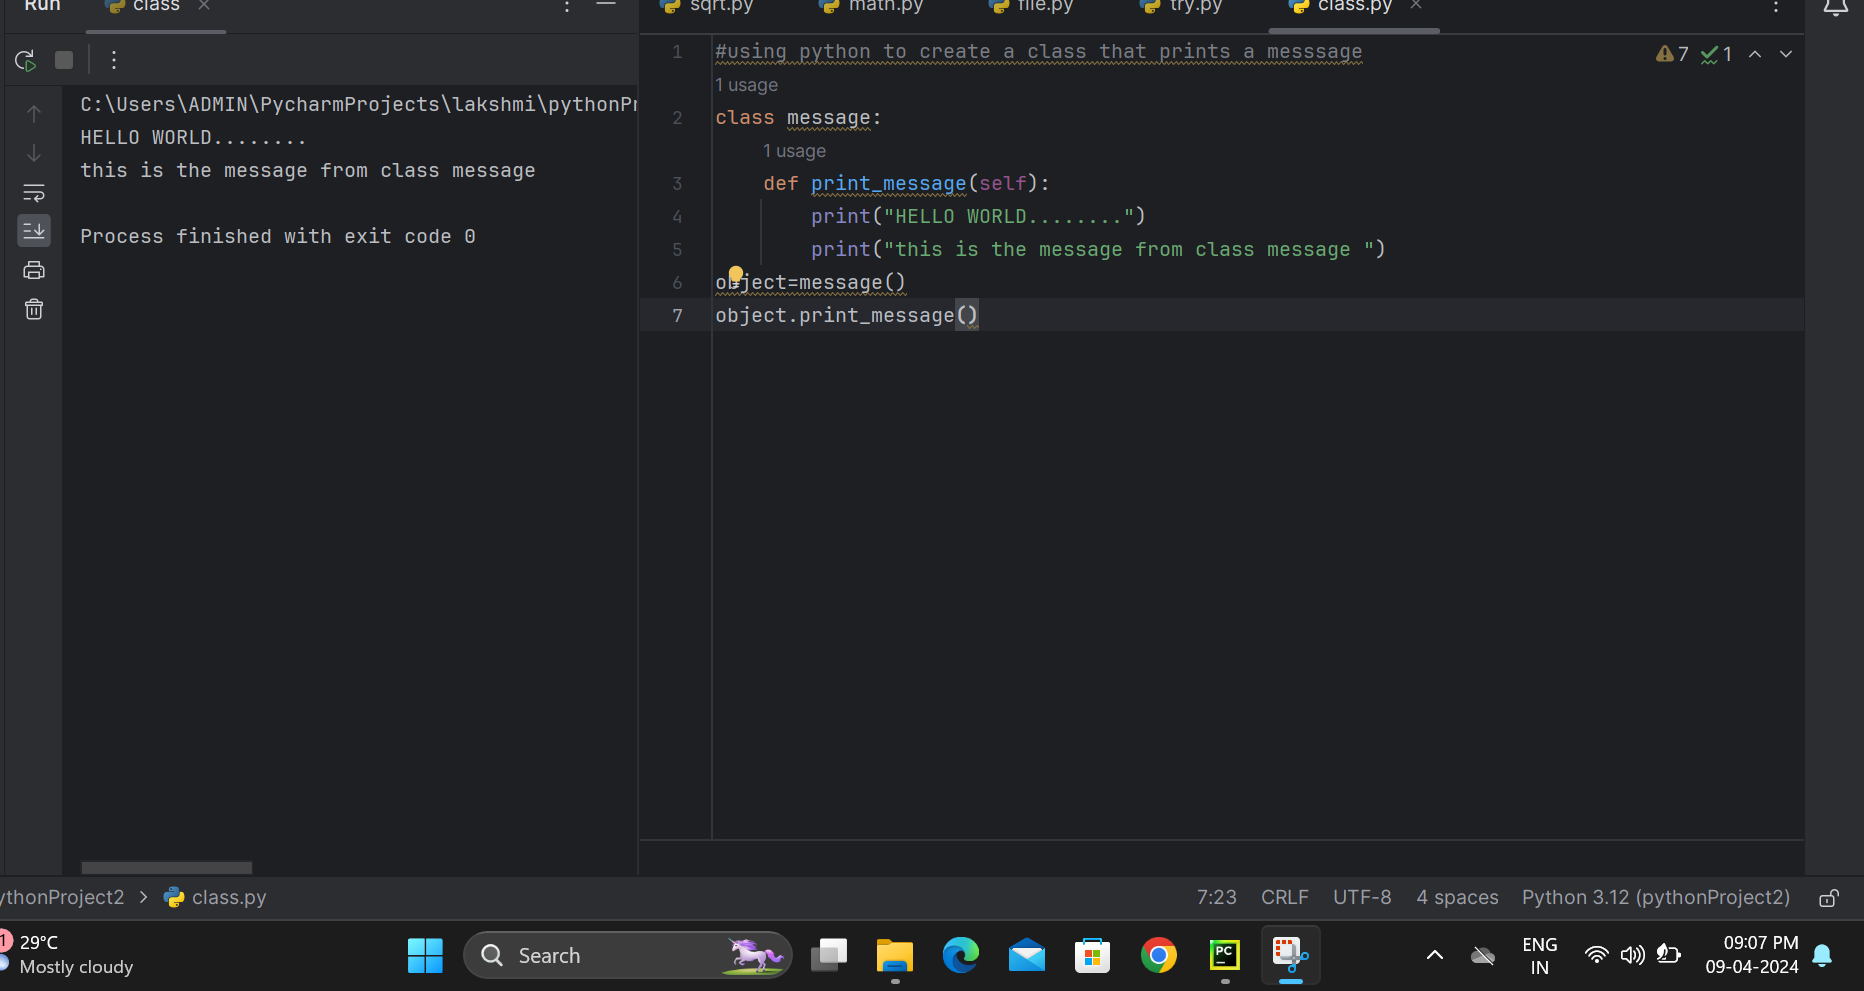 Run class
sqrt.py math.py file.py try.py class.py
C:\Users\ADMIN\PycharmProjects\lakshmi\pythonPr
HELLO WORLD........
this is the message from class message
Process finished with exit code 0
7 1
1 #using python to create a class that prints a messsage
1 usage
2 class message:
1 usage
3 def print_message(self):
4 print("HELLO WORLD........")
5 print("this is the message from class message ")
6 object=message()
7 object.print_message()
ythonProject2 > class.py
7:23 CRLF UTF-8 4 spaces Python 3.12 (pythonProject2)
1
29°C
Mostly cloudy
Search
PC
ENG
IN
09:07 PM
09-04-2024